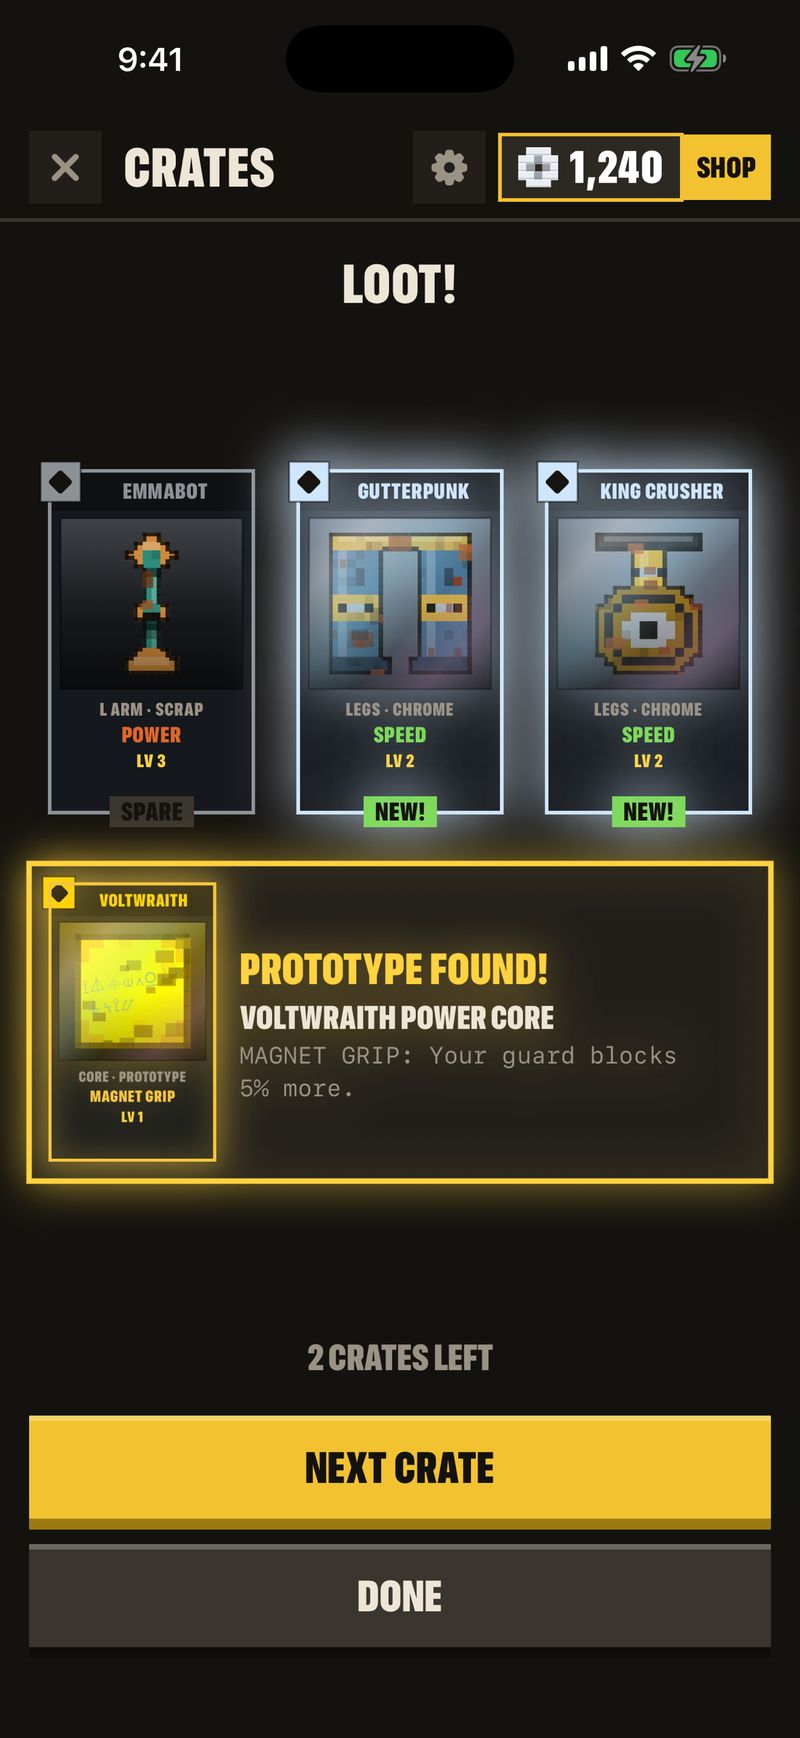 9:41
CRATES
1,240
SHOP
LOOT!
EMMABOT
L ARM · SCRAP
POWER
LV 3
SPARE
GUTTERPUNK
LEGS · CHROME
SPEED
LV 2
NEW!
KING CRUSHER
LEGS · CHROME
SPEED
LV 2
NEW!
VOLTWRAITH
CORE · PROTOTYPE
MAGNET GRIP
LV 1
PROTOTYPE FOUND!
VOLTWRAITH POWER CORE
MAGNET GRIP: Your guard blocks
5% more.
2 CRATES LEFT
NEXT CRATE
DONE